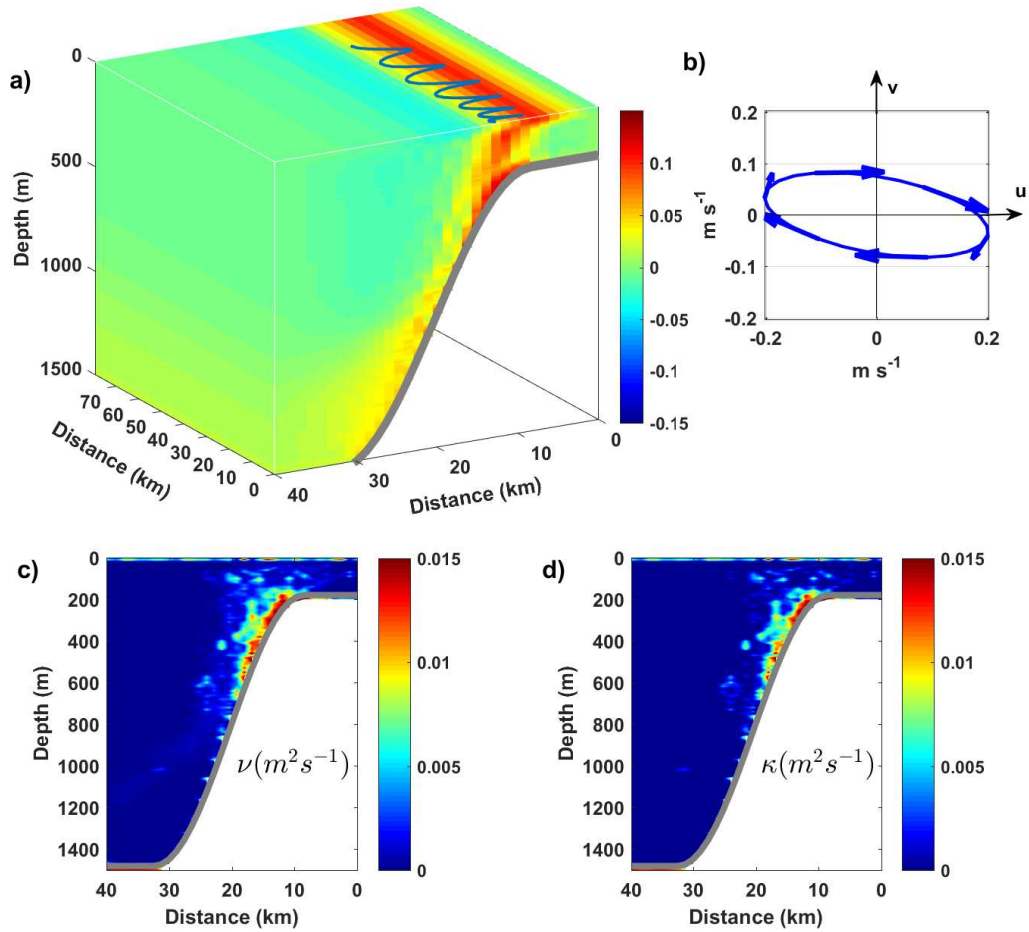 a)
0
500
1000
1500
Depth (m)
70
60
50
40
30
20
10
0
Distance (km)
40
30
20
10
0
Distance (km)
0.1
0.05
0
-0.05
-0.1
-0.15
b)
v
u
0.2
0.1
0
-0.1
-0.2
m s⁻¹
-0.2 0 0.2
m s⁻¹
c)
0
200
400
600
800
1000
1200
1400
Depth (m)
40 30 20 10 0
Distance (km)
ν(m²s⁻¹)
0.015
0.01
0.005
0
d)
0
200
400
600
800
1000
1200
1400
Depth (m)
40 30 20 10 0
Distance (km)
κ(m²s⁻¹)
0.015
0.01
0.005
0